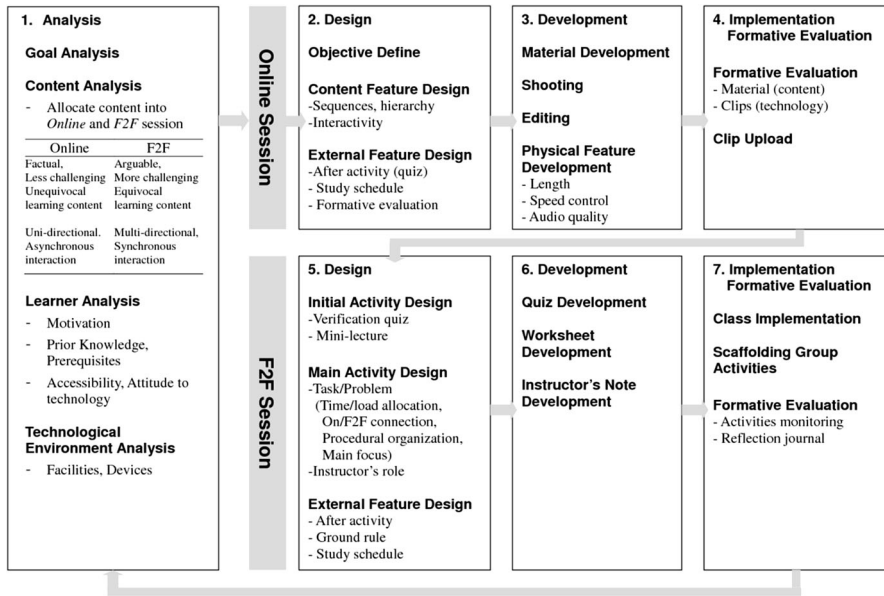 1. Analysis
Goal Analysis
Content Analysis
- Allocate content into
Online and F2F session
Online F2F
Factual, Arguable,
Less challenging More challenging
Unequivocal Equivocal
learning content learning content
Uni-directional. Multi-directional,
Asynchronous Synchronous
interaction interaction
Learner Analysis
- Motivation
- Prior Knowledge,
Prerequisites
- Accessibility, Attitude to
technology
Technological
Environment Analysis
- Facilities, Devices
Online Session
2. Design
Objective Define
Content Feature Design
-Sequences, hierarchy
-Interactivity
External Feature Design
-After activity (quiz)
- Study schedule
- Formative evaluation
3. Development
Material Development
Shooting
Editing
Physical Feature
Development
- Length
- Speed control
- Audio quality
4. Implementation
Formative Evaluation
Formative Evaluation
- Material (content)
- Clips (technology)
Clip Upload
F2F Session
5. Design
Initial Activity Design
-Verification quiz
- Mini-lecture
Main Activity Design
-Task/Problem
(Time/load allocation,
On/F2F connection,
Procedural organization,
Main focus)
-Instructor's role
External Feature Design
- After activity
- Ground rule
- Study schedule
6. Development
Quiz Development
Worksheet
Development
Instructor's Note
Development
7. Implementation
Formative Evaluation
Class Implementation
Scaffolding Group
Activities
Formative Evaluation
- Activities monitoring
- Reflection journal